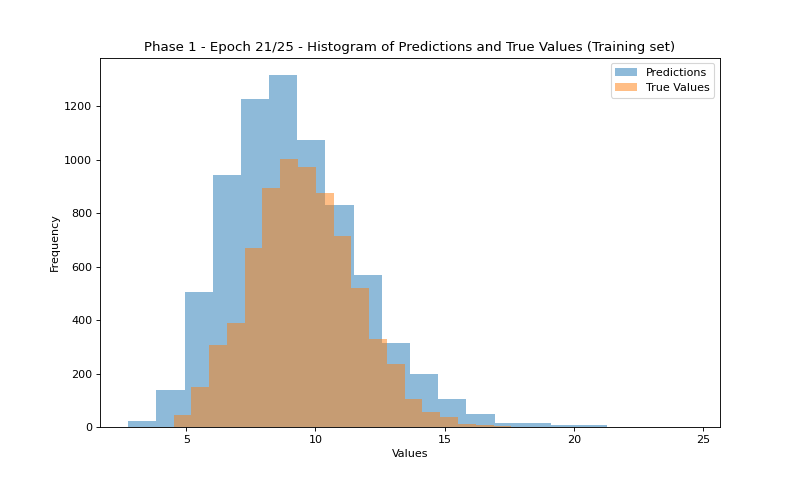 Phase 1 - Epoch 21/25 - Histogram of Predictions and True Values (Training set)
Predictions
True Values
1200
1000
800
600
400
200
0
Frequency
5 10 15 20 25
Values